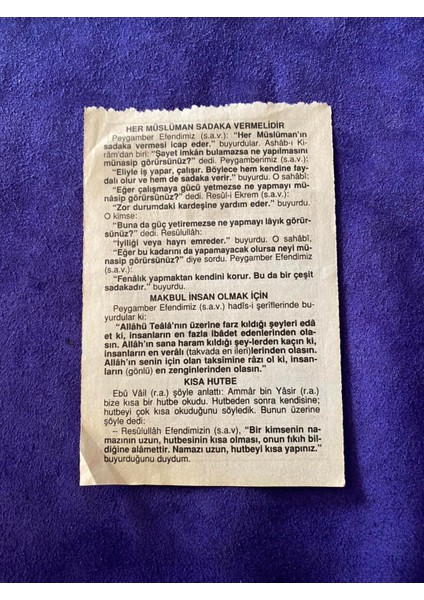 HER MÜSLÜMAN SADAKA VERMELİDİR
Peygamber Efendimiz (s.a.v.): "Her Müslüman'ın
sadaka vermesi icap eder." buyurdular. Ashâb-ı Ki-
râm'dan biri: "Şayet imkân bulamazsa ne yapılmasını
münasip görürsünüz?" dedi. Peygamberimiz (s.a.v.):
"Eliyle iş yapar, çalışır. Böylece hem kendine fay-
dalı olur ve hem de sadaka verir." buyurdu. O sahâbî:
"Eğer çalışmaya gücü yetmezse ne yapmayı mü-
nâsip görürsünüz?" dedi. Resûl-i Ekrem (s.a.v.):
"Zor durumdaki kardeşine yardım eder." buyurdu.
O kimse:
"Buna da güç yetiremezse ne yapmayı lâyık görür-
sünüz?" dedi. Resûlullâh:
"İyiliği veya hayrı emreder." buyurdu. O sahâbî,
"Eğer bu kadarını da yapamayacak olursa neyi mü-
nasip görürsünüz?" diye sordu. Peygamber Efendimiz
(s.a.v.):
"Fenâlık yapmaktan kendini korur. Bu da bir çeşit
sadakadır." buyurdu.
MAKBUL İNSAN OLMAK İÇİN
Peygamber Efendimiz (s.a.v.) hadîs-i şerîflerinde bu-
yurdular ki:
"Allâhü Teâlâ'nın üzerine farz kıldığı şeyleri edâ
et ki, insanların en fazla ibâdet edenlerinden ola-
sın. Allâh'ın sana haram kıldığı şey-lerden kaçın ki,
insanların en verâlı (takvada en ileri)lerinden olasın.
Allâh'ın senin için olan taksimine râzı ol ki, insan-
ların (gönlü) en zenginlerinden olasın."
KISA HUTBE
Ebû Vâil (r.a.) şöyle anlattı: Ammâr bin Yâsir (r.a.)
bize kısa bir hutbe okudu. Hutbeden sonra kendisine;
hutbeyi çok kısa okuduğunu söyledik. Bunun üzerine
şöyle dedi:
– Resûlullâh Efendimizin (s.a.v), "Bir kimsenin na-
mazının uzun, hutbesinin kısa olması, onun fıkıh bil-
diğine alâmettir. Namazı uzun, hutbeyi kısa yapınız."
buyurduğunu duydum.